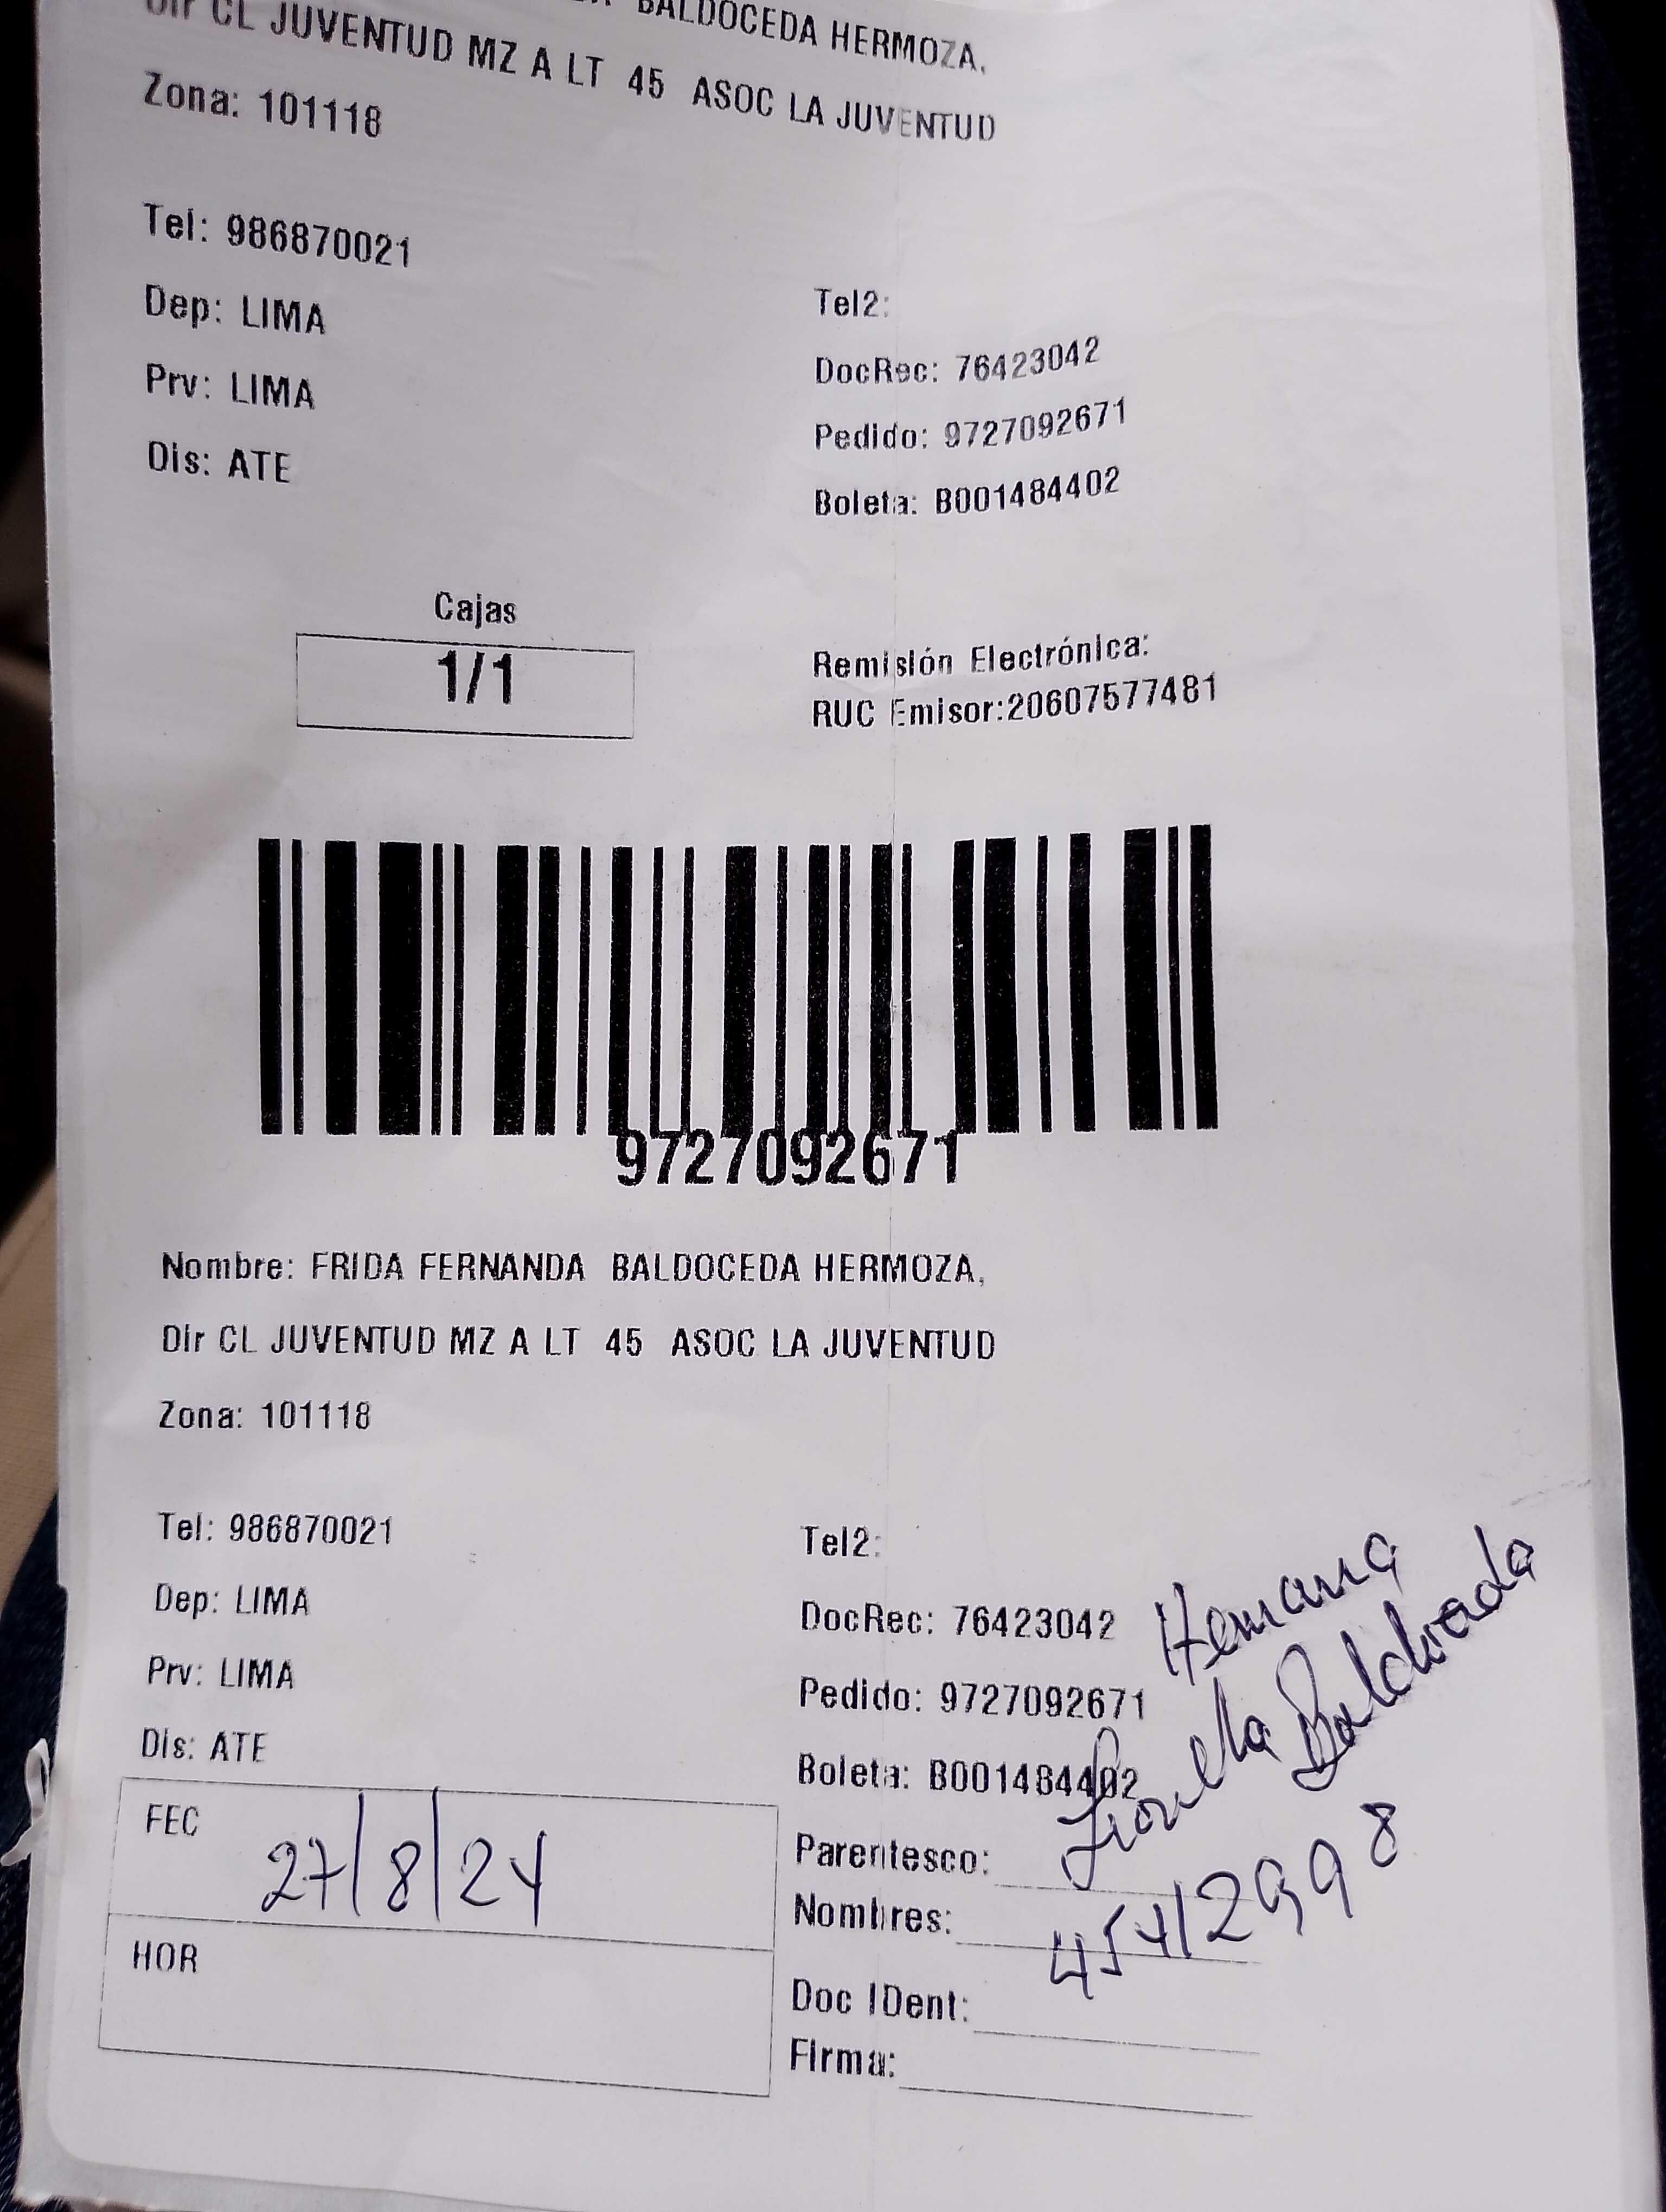 BALDOCEDA HERMOZA,
Dir CL JUVENTUD MZ A LT 45 ASOC LA JUVENTUD
Zona: 101118
Tel: 986870021
Dep: LIMA
Prv: LIMA
Dis: ATE
Tel2:
DocRec: 76423042
Pedido: 9727092671
Boleta: B001484402
Cajas
1/1
Remisión Electrónica:
RUC Emisor:20607577481
9727092671
Nombre: FRIDA FERNANDA BALDOCEDA HERMOZA,
Dir CL JUVENTUD MZ A LT 45 ASOC LA JUVENTUD
Zona: 101118
Tel: 986870021
Dep: LIMA
Prv: LIMA
Dis: ATE
Tel2:
DocRec: 76423042
Pedido: 9727092671
Boleta: B001484402
FEC 27/8/24
HOR
Hemana
Parentesco:
Nombres:
Doc IDent:
Firma: